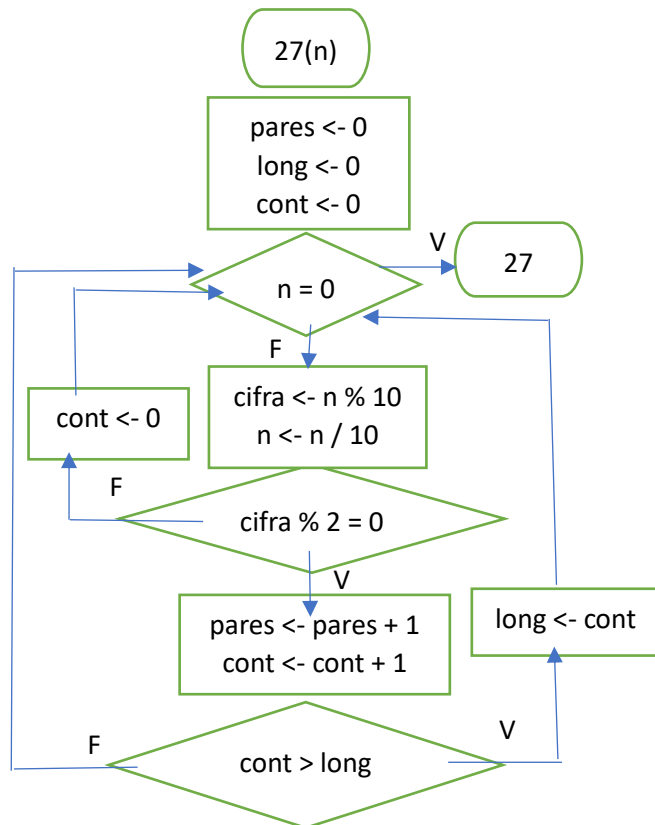 27(n)
pares <- 0
long <- 0
cont <- 0
V
27
n = 0
F
cifra <- n % 10
n <- n / 10
cont <- 0
F
cifra % 2 = 0
V
pares <- pares + 1
cont <- cont + 1
long <- cont
F
V
cont > long